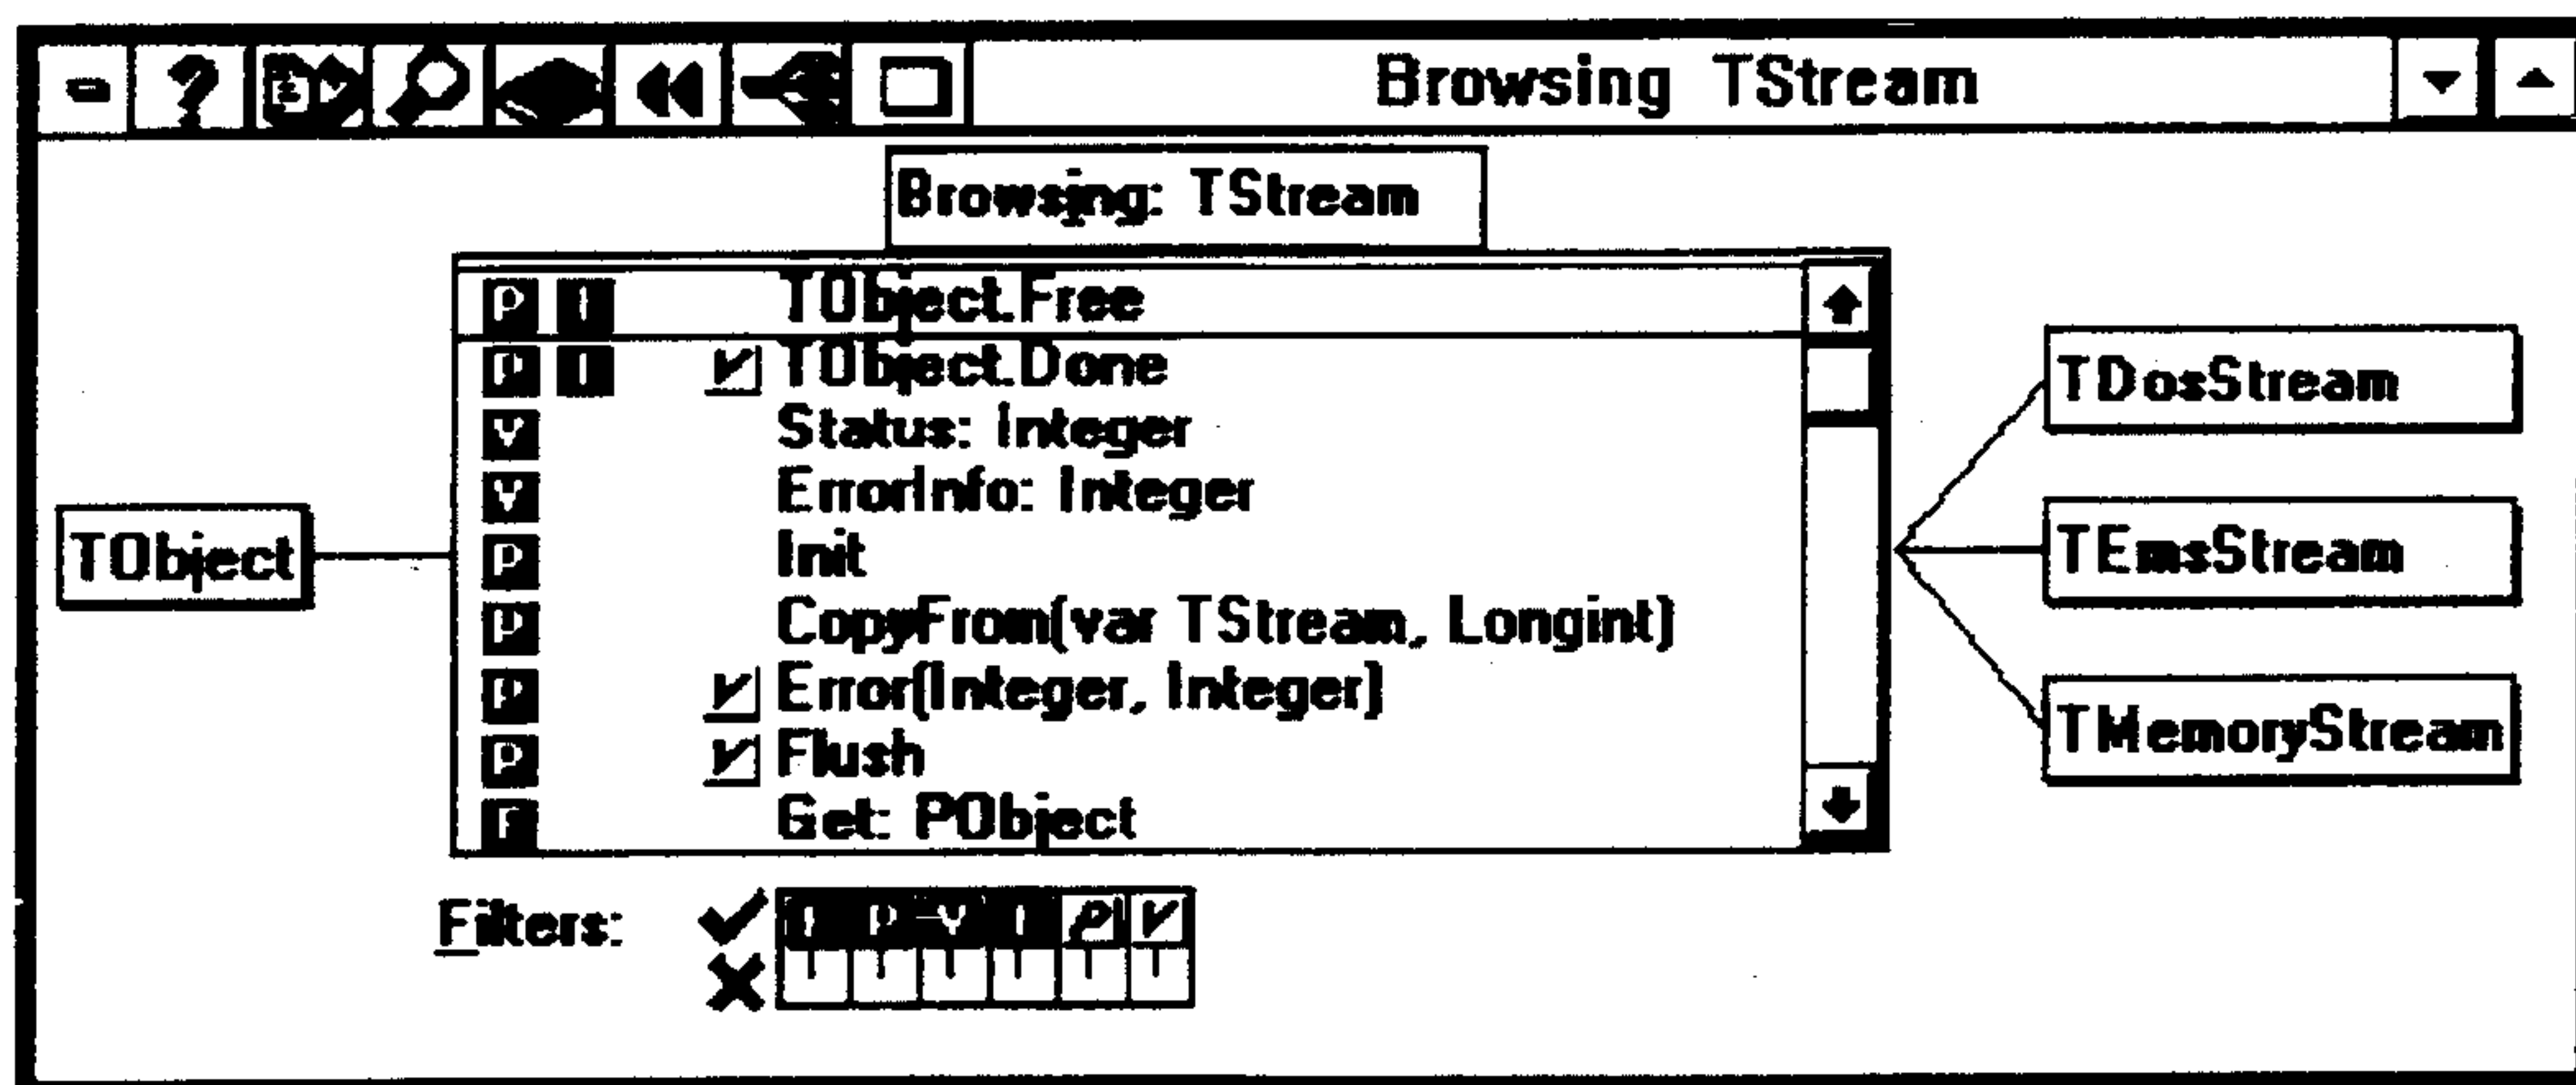 Browsing TStream
Browsing: TStream
P I TObject.Free
P I V TObject.Done
V Status: Integer
V ErrorInfo: Integer
P Init
P CopyFrom(var TStream, Longint)
P V Error(Integer, Integer)
P V Flush
F Get: PObject
TObject
TDosStream
TEmsStream
TMemoryStream
Filters: F P V I P V